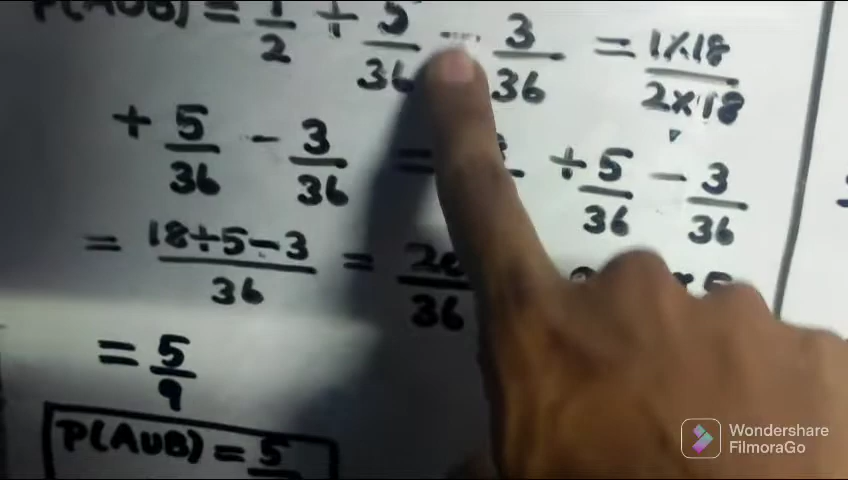 P(AUB) = 1/2 ÷ 5/36 - 3/36 = 1×18/2×18
+ 5/36 - 3/36 = ÷ 5/36 - 3/36
= 18÷5-3/36 = /36
= 5/9
P(AUB) = 5
Wondershare
FilmoraGo